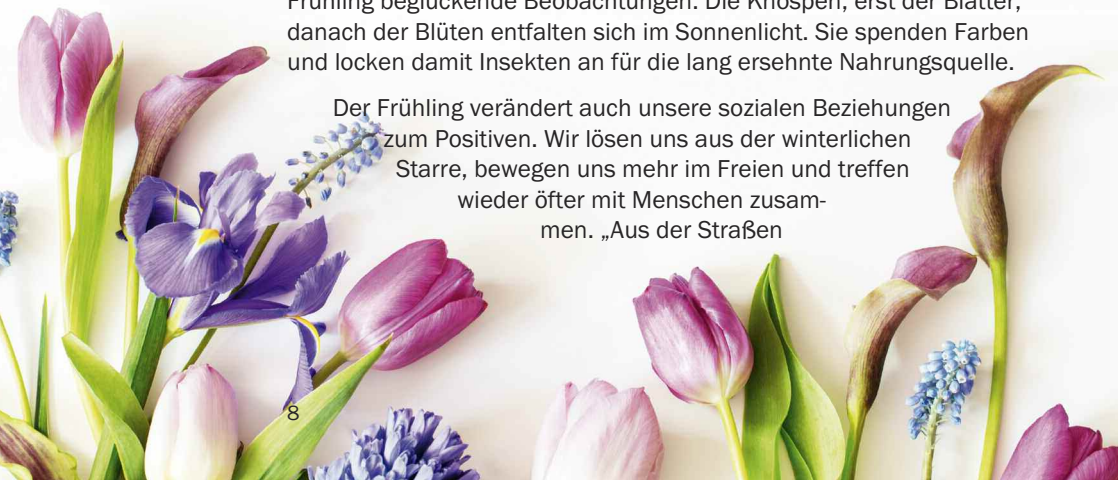 Frühling beglückende Beobachtungen. Die Knospen, erst der Blätter,
danach der Blüten entfalten sich im Sonnenlicht. Sie spenden Farben
und locken damit Insekten an für die lang ersehnte Nahrungsquelle.
Der Frühling verändert auch unsere sozialen Beziehungen
zum Positiven. Wir lösen uns aus der winterlichen
Starre, bewegen uns mehr im Freien und treffen
wieder öfter mit Menschen zusam-
men. „Aus der Straßen
8